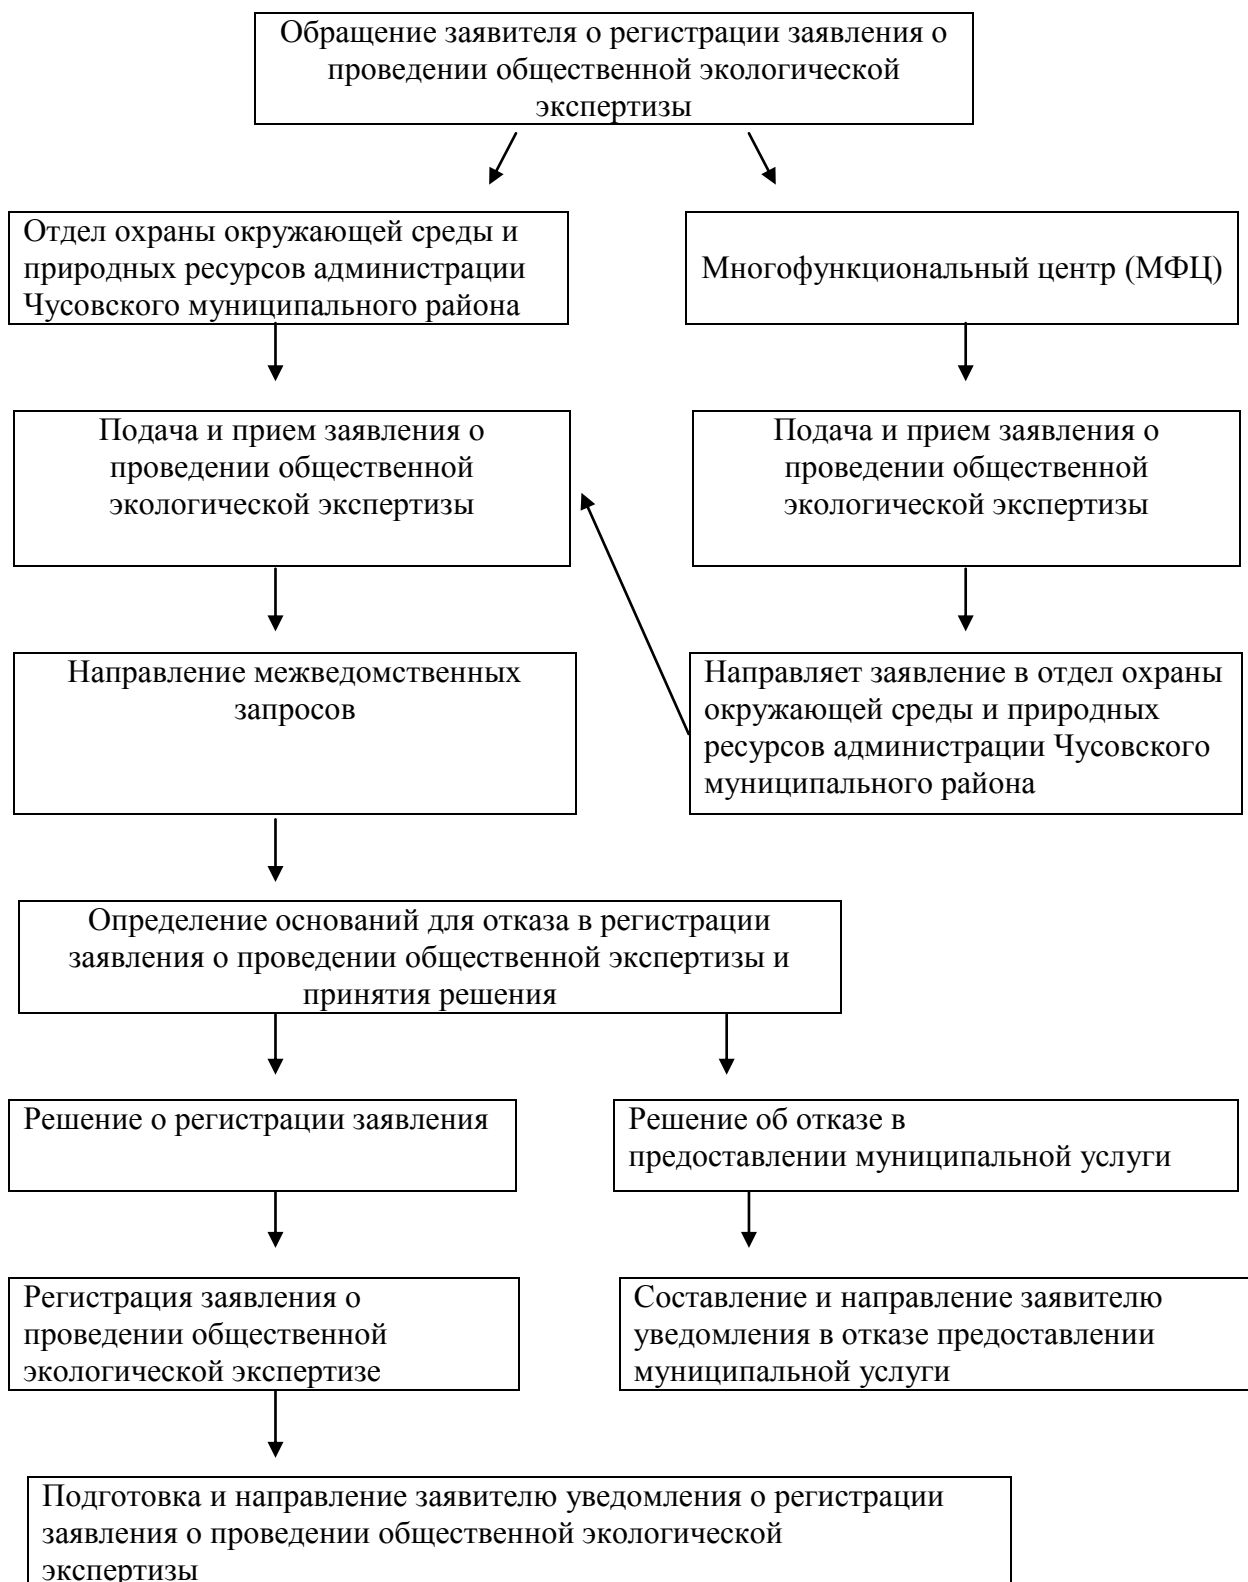 Обращение заявителя о регистрации заявления о
проведении общественной экологической
экспертизы
Отдел охраны окружающей среды и
природных ресурсов администрации
Чусовского муниципального района
Многофункциональный центр (МФЦ)
Подача и прием заявления о
проведении общественной
экологической экспертизы
Подача и прием заявления о
проведении общественной
экологической экспертизы
Направление межведомственных
запросов
Направляет заявление в отдел охраны
окружающей среды и природных
ресурсов администрации Чусовского
муниципального района
Определение оснований для отказа в регистрации
заявления о проведении общественной экспертизы и
принятия решения
Решение о регистрации заявления
Решение об отказе в
предоставлении муниципальной услуги
Регистрация заявления о
проведении общественной
экологической экспертизе
Составление и направление заявителю
уведомления в отказе предоставлении
муниципальной услуги
Подготовка и направление заявителю уведомления о регистрации
заявления о проведении общественной экологической
экспертизы